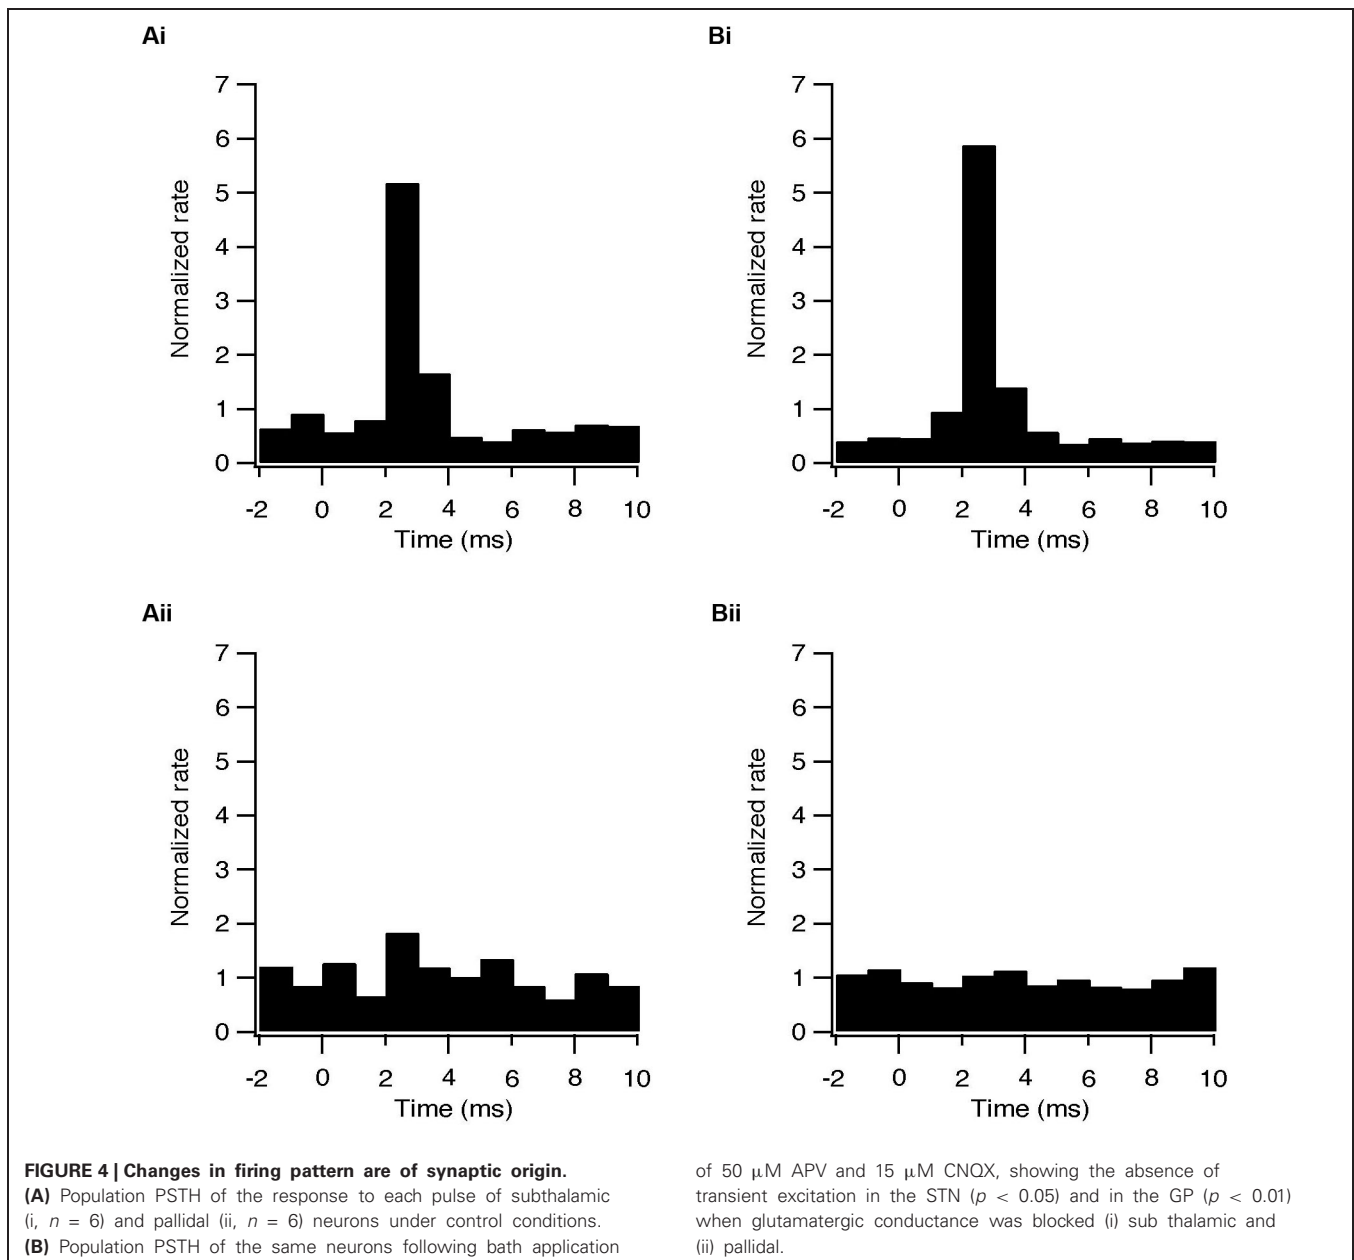 Ai
7
6
5
4
3
2
1
0
Normalized rate
-2 0 2 4 6 8 10
Time (ms)
Bi
7
6
5
4
3
2
1
0
Normalized rate
-2 0 2 4 6 8 10
Time (ms)
Aii
7
6
5
4
3
2
1
0
Normalized rate
-2 0 2 4 6 8 10
Time (ms)
Bii
7
6
5
4
3
2
1
0
Normalized rate
-2 0 2 4 6 8 10
Time (ms)
FIGURE 4 | Changes in firing pattern are of synaptic origin.
(A) Population PSTH of the response to each pulse of subthalamic
(i, n = 6) and pallidal (ii, n = 6) neurons under control conditions.
(B) Population PSTH of the same neurons following bath application
of 50 μM APV and 15 μM CNQX, showing the absence of
transient excitation in the STN (p < 0.05) and in the GP (p < 0.01)
when glutamatergic conductance was blocked (i) sub thalamic and
(ii) pallidal.